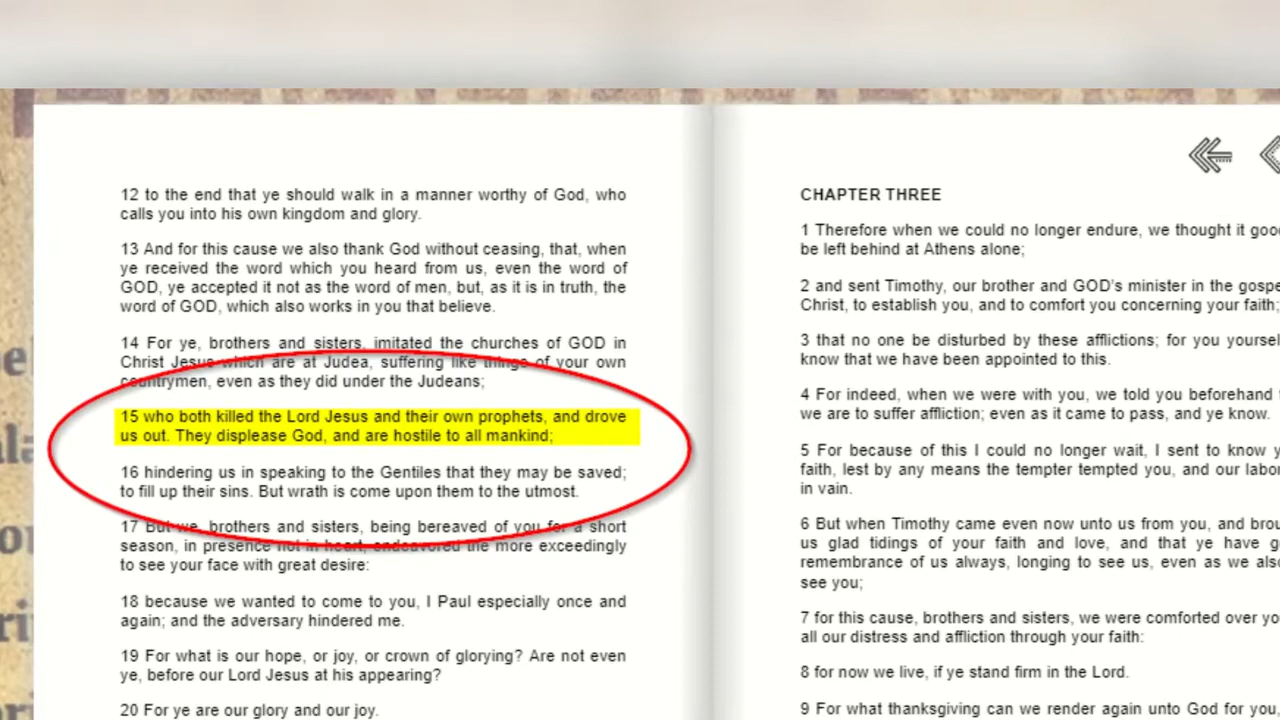 12 to the end that ye should walk in a manner worthy of God, who
calls you into his own kingdom and glory.
13 And for this cause we also thank God without ceasing, that, when
ye received the word which you heard from us, even the word of
GOD, ye accepted it not as the word of men, but, as it is in truth, the
word of GOD, which also works in you that believe.
14 For ye, brothers and sisters, imitated the churches of GOD in
Christ Jesus which are at Judea, suffering like things of your own
countrymen, even as they did under the Judeans;
15 who both killed the Lord Jesus and their own prophets, and drove
us out. They displease God, and are hostile to all mankind;
16 hindering us in speaking to the Gentiles that they may be saved;
to fill up their sins. But wrath is come upon them to the utmost.
17 But we, brothers and sisters, being bereaved of you for a short
season, in presence not in heart, endeavored the more exceedingly
to see your face with great desire:
18 because we wanted to come to you, I Paul especially once and
again; and the adversary hindered me.
19 For what is our hope, or joy, or crown of glorying? Are not even
ye, before our Lord Jesus at his appearing?
20 For ye are our glory and our joy.
CHAPTER THREE
1 Therefore when we could no longer endure, we thought it
be left behind at Athens alone;
2 and sent Timothy, our brother and GOD's minister in the
Christ, to establish you, and to comfort you concerning your faith;
3 that no one be disturbed by these afflictions; for you
know that we have been appointed to this.
4 For indeed, when we were with you, we told you beforehand
we are to suffer affliction; even as it came to pass, and ye know.
5 For because of this I could no longer wait, I sent to know
faith, lest by any means the tempter tempted you, and our
in vain.
6 But when Timothy came even now unto us from you, and
us glad tidings of your faith and love, and that ye have
remembrance of us always, longing to see us, even as we
see you;
7 for this cause, brothers and sisters, we were comforted over
all our distress and affliction through your faith:
8 for now we live, if ye stand firm in the Lord.
9 For what thanksgiving can we render again unto God for you,